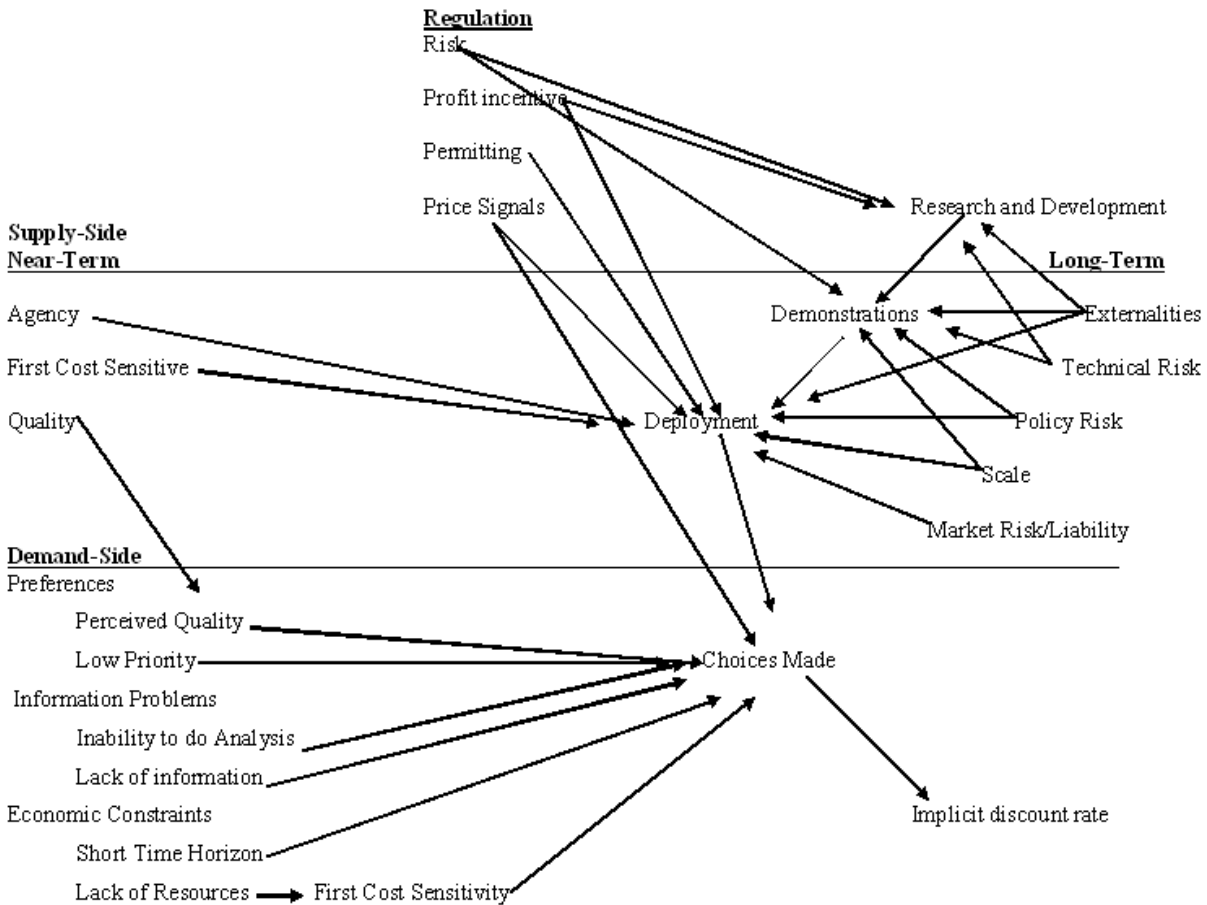 Regulation
Risk
Profit incentive
Permitting
Price Signals
Research and Development
Supply-Side
Near-Term
Long-Term
Agency
Demonstrations
Externalities
First Cost Sensitive
Technical Risk
Quality
Deployment
Policy Risk
Scale
Market Risk/Liability
Demand-Side
Preferences
Perceived Quality
Low Priority
Choices Made
Information Problems
Inability to do Analysis
Lack of information
Economic Constraints
Implicit discount rate
Short Time Horizon
Lack of Resources
First Cost Sensitivity